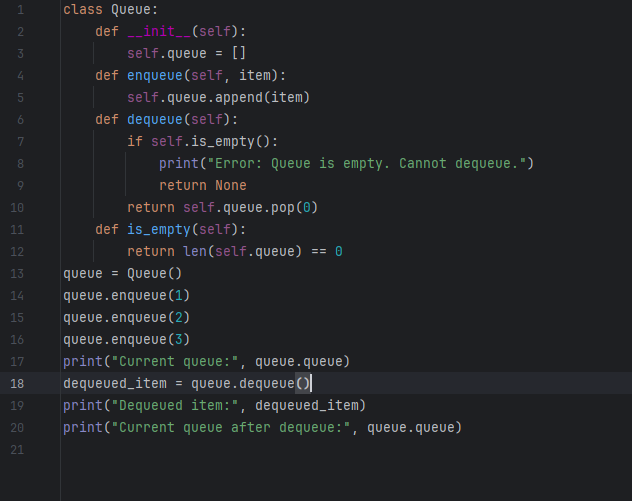 1 class Queue:
2     def __init__(self):
3         self.queue = []
4     def enqueue(self, item):
5         self.queue.append(item)
6     def dequeue(self):
7         if self.is_empty():
8             print("Error: Queue is empty. Cannot dequeue.")
9             return None
10         return self.queue.pop(0)
11     def is_empty(self):
12         return len(self.queue) == 0
13 queue = Queue()
14 queue.enqueue(1)
15 queue.enqueue(2)
16 queue.enqueue(3)
17 print("Current queue:", queue.queue)
18 dequeued_item = queue.dequeue()
19 print("Dequeued item:", dequeued_item)
20 print("Current queue after dequeue:", queue.queue)
21